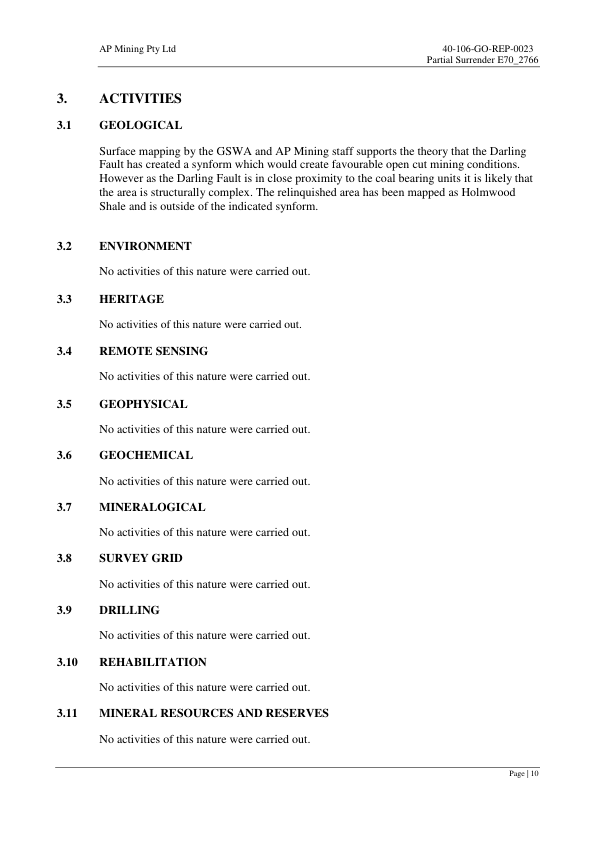 AP Mining Pty Ltd
40-106-GO-REP-0023
Partial Surrender E70_2766
3. ACTIVITIES
3.1 GEOLOGICAL
Surface mapping by the GSWA and AP Mining staff supports the theory that the Darling
Fault has created a synform which would create favourable open cut mining conditions.
However as the Darling Fault is in close proximity to the coal bearing units it is likely that
the area is structurally complex. The relinquished area has been mapped as Holmwood
Shale and is outside of the indicated synform.
3.2 ENVIRONMENT
No activities of this nature were carried out.
3.3 HERITAGE
No activities of this nature were carried out.
3.4 REMOTE SENSING
No activities of this nature were carried out.
3.5 GEOPHYSICAL
No activities of this nature were carried out.
3.6 GEOCHEMICAL
No activities of this nature were carried out.
3.7 MINERALOGICAL
No activities of this nature were carried out.
3.8 SURVEY GRID
No activities of this nature were carried out.
3.9 DRILLING
No activities of this nature were carried out.
3.10 REHABILITATION
No activities of this nature were carried out.
3.11 MINERAL RESOURCES AND RESERVES
No activities of this nature were carried out.
Page | 10